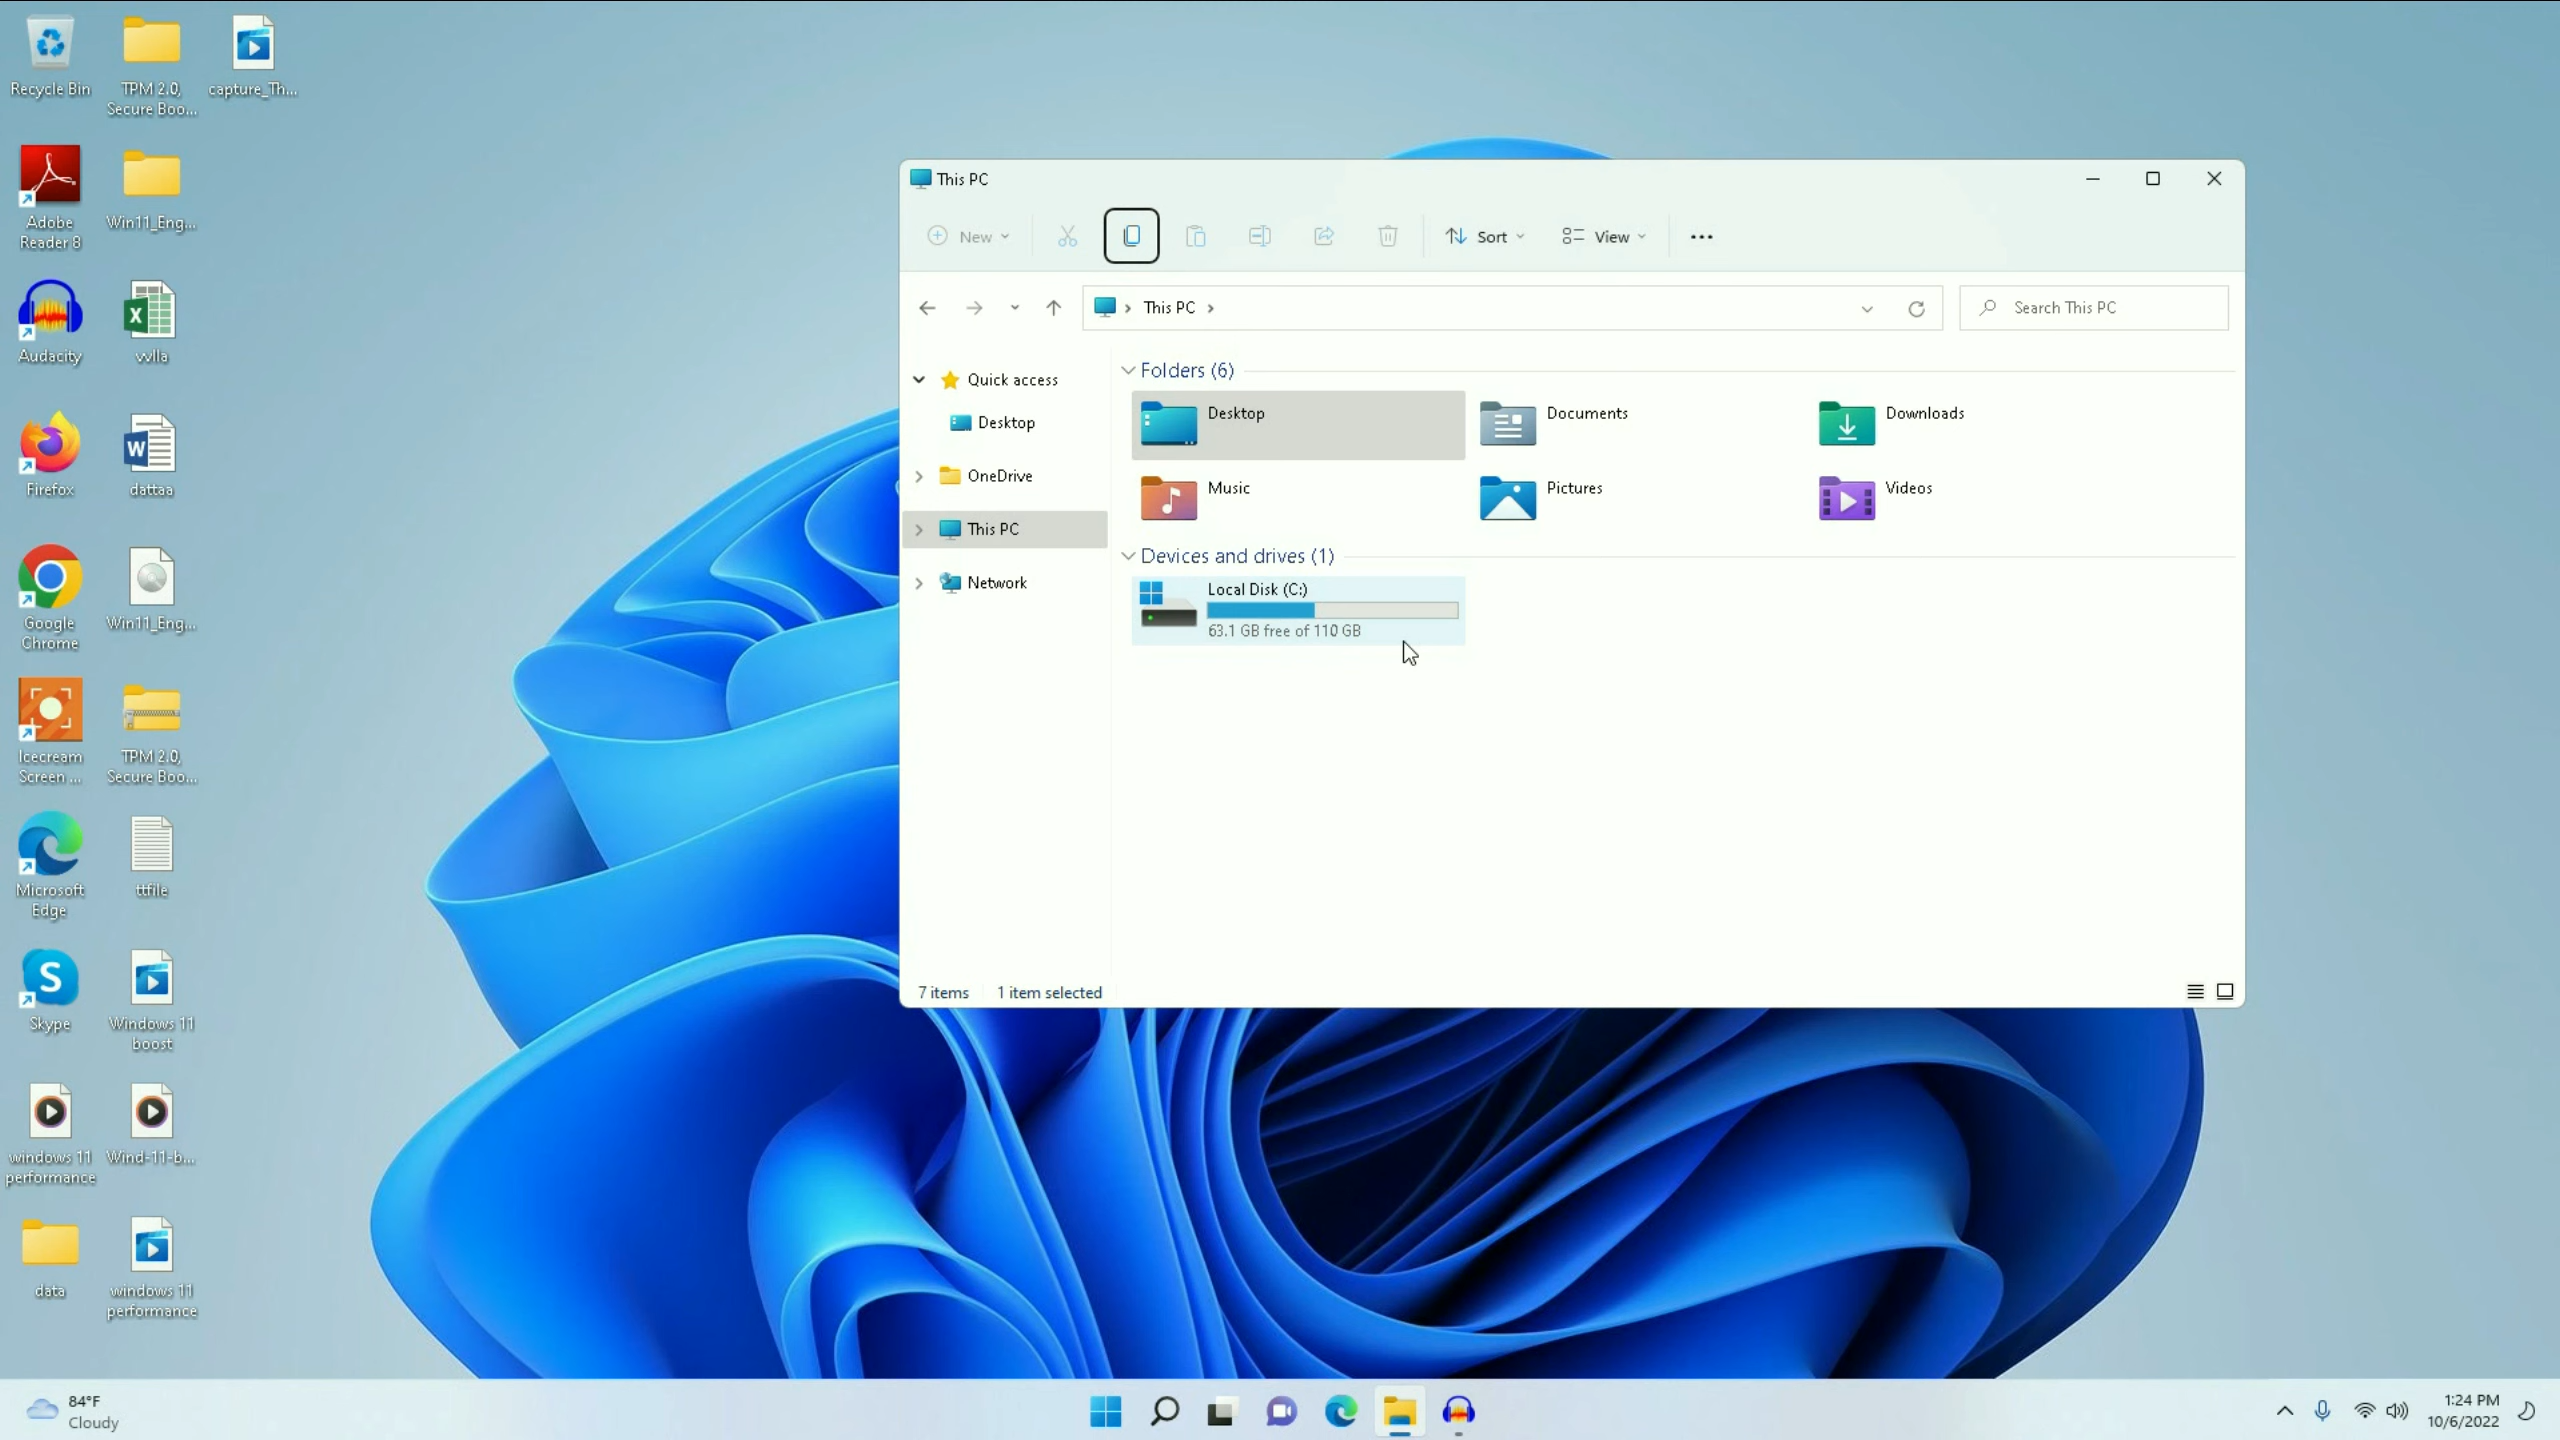 Recycle Bin
TPM 2.0,
Secure Boo...
capture_Th...
Adobe
Reader 8
Win11_Eng...
Audacity
vvlla
Firefox
dattaa
Google
Chrome
Win11_Eng...
Icecream
Screen ...
TPM 2.0,
Secure Boo...
Microsoft
Edge
ttfile
Skype
Windows 11
boost
windows 11
performance
Wind-11-b...
data
windows 11
performance
This PC
New
Sort
View
This PC
Search This PC
Quick access
Desktop
OneDrive
This PC
Network
Folders (6)
Desktop
Documents
Downloads
Music
Pictures
Videos
Devices and drives (1)
Local Disk (C:)
63.1 GB free of 110 GB
7 items
1 item selected
84°F
Cloudy
1:24 PM
10/6/2022